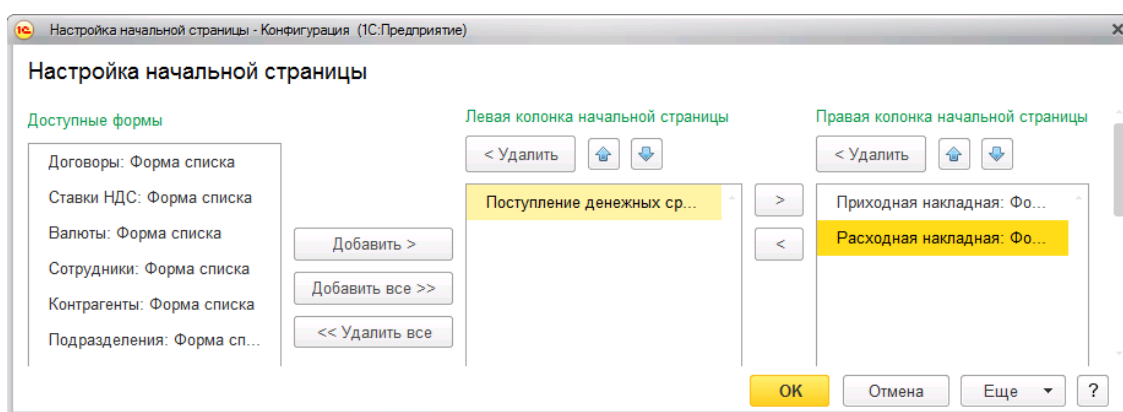 1С Настройка начальной страницы - Конфигурация (1С:Предприятие)
Настройка начальной страницы
Доступные формы
Договоры: Форма списка
Ставки НДС: Форма списка
Валюты: Форма списка
Сотрудники: Форма списка
Контрагенты: Форма списка
Подразделения: Форма сп...
Добавить >
Добавить все >>
<< Удалить все
Левая колонка начальной страницы
< Удалить
Поступление денежных ср...
>
<
Правая колонка начальной страницы
< Удалить
Приходная накладная: Фо...
Расходная накладная: Фо...
ОК
Отмена
Еще
?